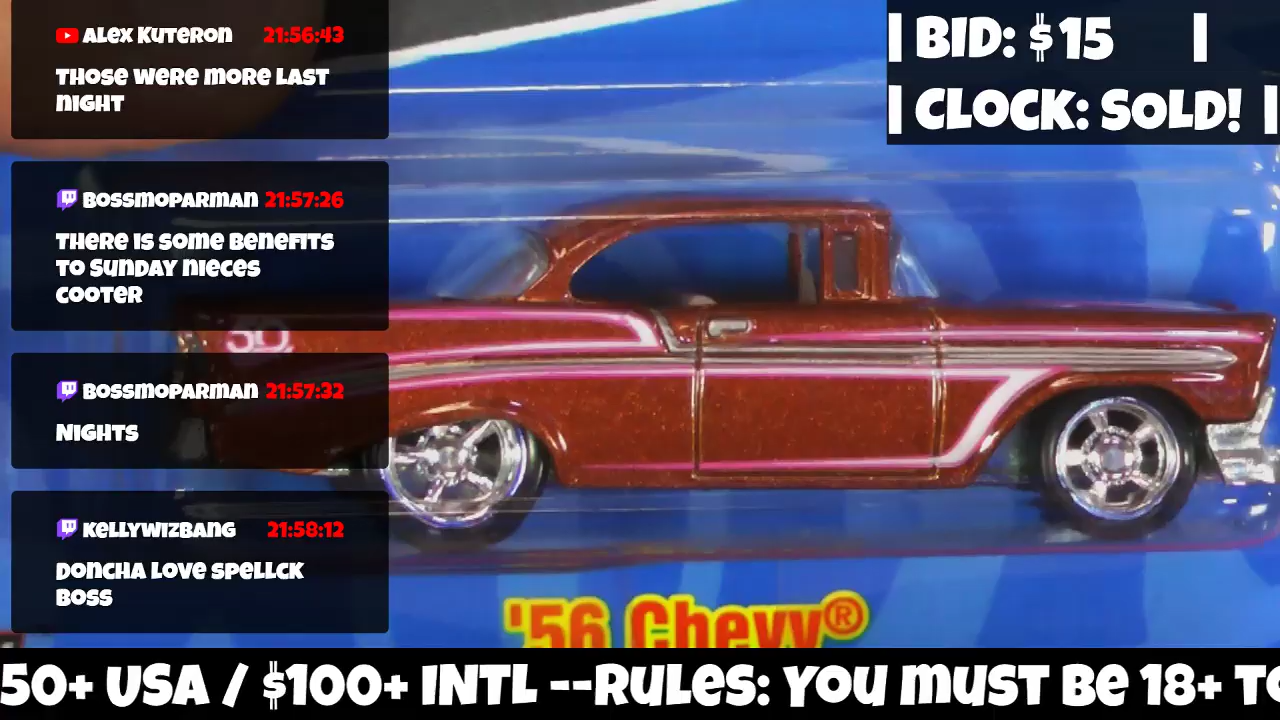 Alex Kuteron 21:56:43
Those were more last
night
Bossmoparman 21:57:26
There is some benefits
to Sunday nieces
cooter
Bossmoparman 21:57:32
Nights
Kellywizbang 21:58:12
Doncha love spellck
boss
| BID: $15 |
| CLOCK: SOLD! |
50
'56 Chevy®
50+ USA / $100+ INTL --Rules: You must be 18+ To